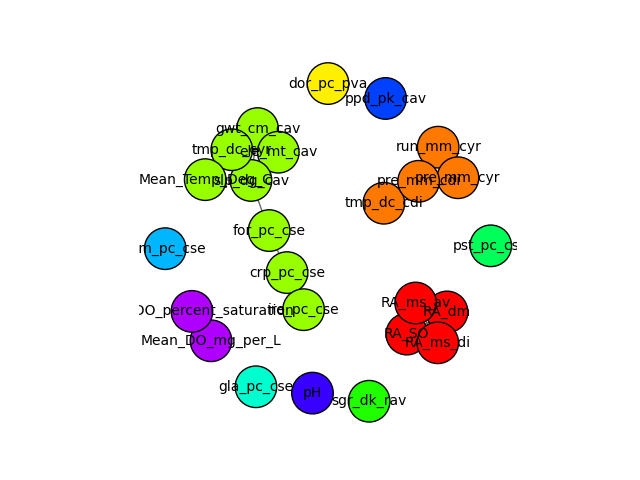 dor_pc_pva
ppd_pk_cav
gwt_cm_cav
run_mm_cyr
tmp_dc_cyr
ele_mt_cav
Mean_Temp_Deg_C
slp_dg_cav
pre_mm_cdi
pre_mm_cyr
tmp_dc_cdi
for_pc_cse
rm_pc_cse
pst_pc_cs
crp_pc_cse
DO_percent_saturation
ire_pc_cse
RA_ms_av
RA_dm
RA_SO
RA_ms_di
Mean_DO_mg_per_L
gla_pc_cse
pH
sgr_dk_rav